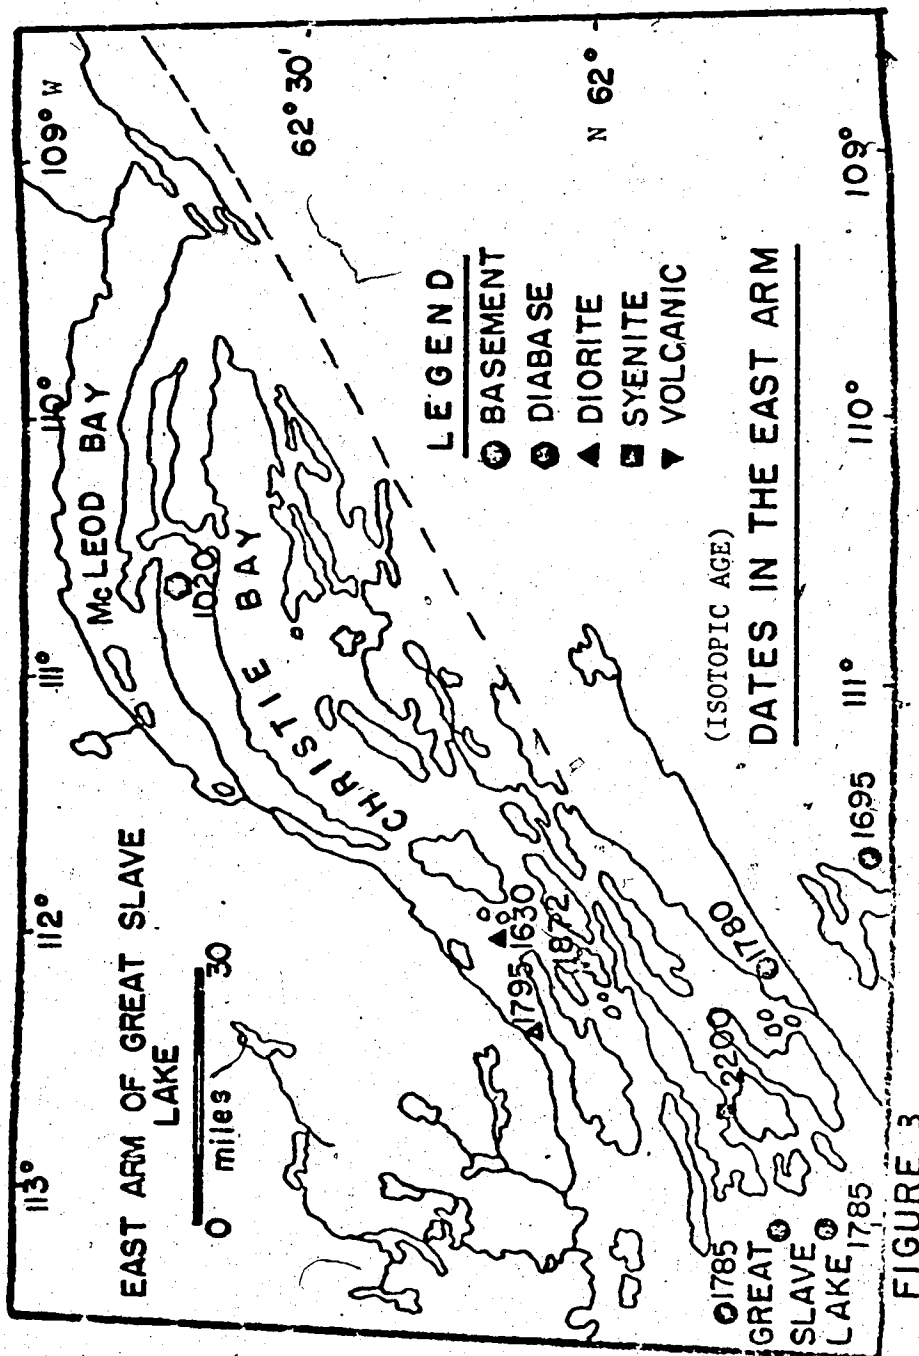 113°
112°
111°
110°
109° W
EAST ARM OF GREAT SLAVE
LAKE
0 30
miles
McLEOD BAY
1020
CHRISTIE BAY
62° 30'
N 62°
1795
1630
1872
2200
1780
1695
1785
GREAT
SLAVE
LAKE
1785
LEGEND
BASEMENT
DIABASE
DIORITE
SYENITE
VOLCANIC
(ISOTOPIC AGE)
DATES IN THE EAST ARM
111°
110°
109°
FIGURE 3